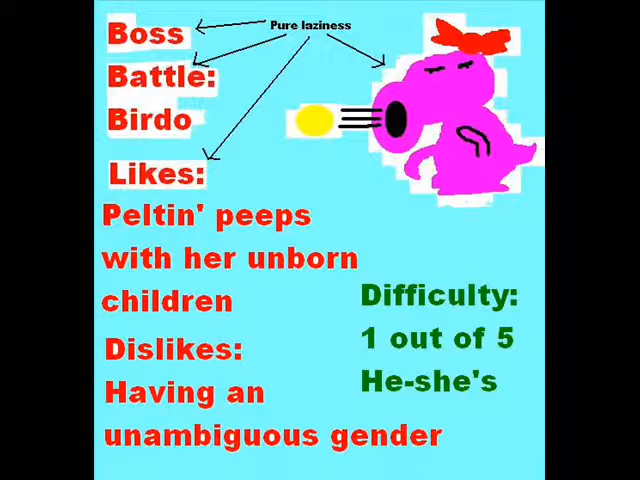 Pure laziness
Boss
Battle:
Birdo
Likes:
Peltin' peeps
with her unborn
children
Dislikes:
Having an
unambiguous gender
Difficulty:
1 out of 5
He-she's